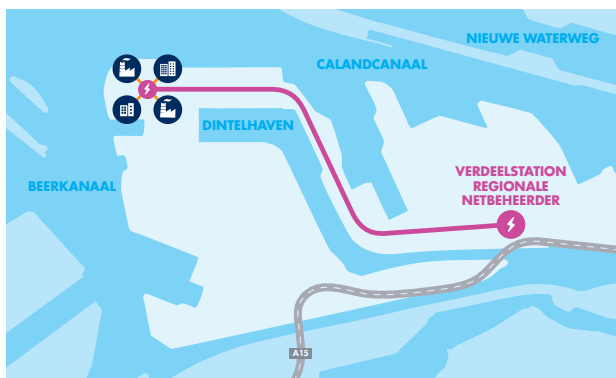 NIEUWE WATERWEG
CALANDCANAAL
DINTELHAVEN
BEERKANAAL
VERDEELSTATION
REGIONALE
NETBEHEERDER
A15